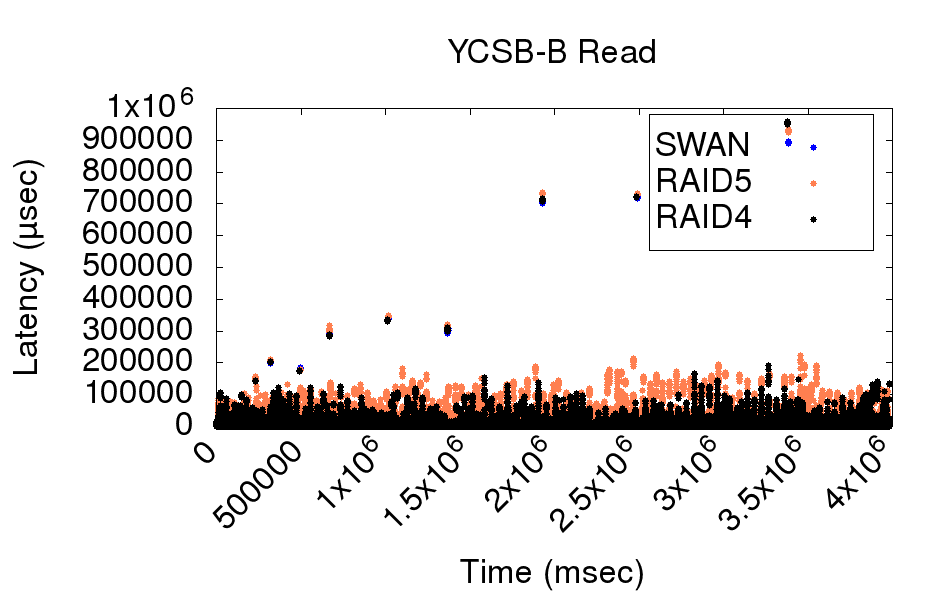 YCSB-B Read
Latency (μsec)
1x10^6
900000
800000
700000
600000
500000
400000
300000
200000
100000
0
SWAN
RAID5
RAID4
0
500000
1x10^6
1.5x10^6
2x10^6
2.5x10^6
3x10^6
3.5x10^6
4x10^6
Time (msec)